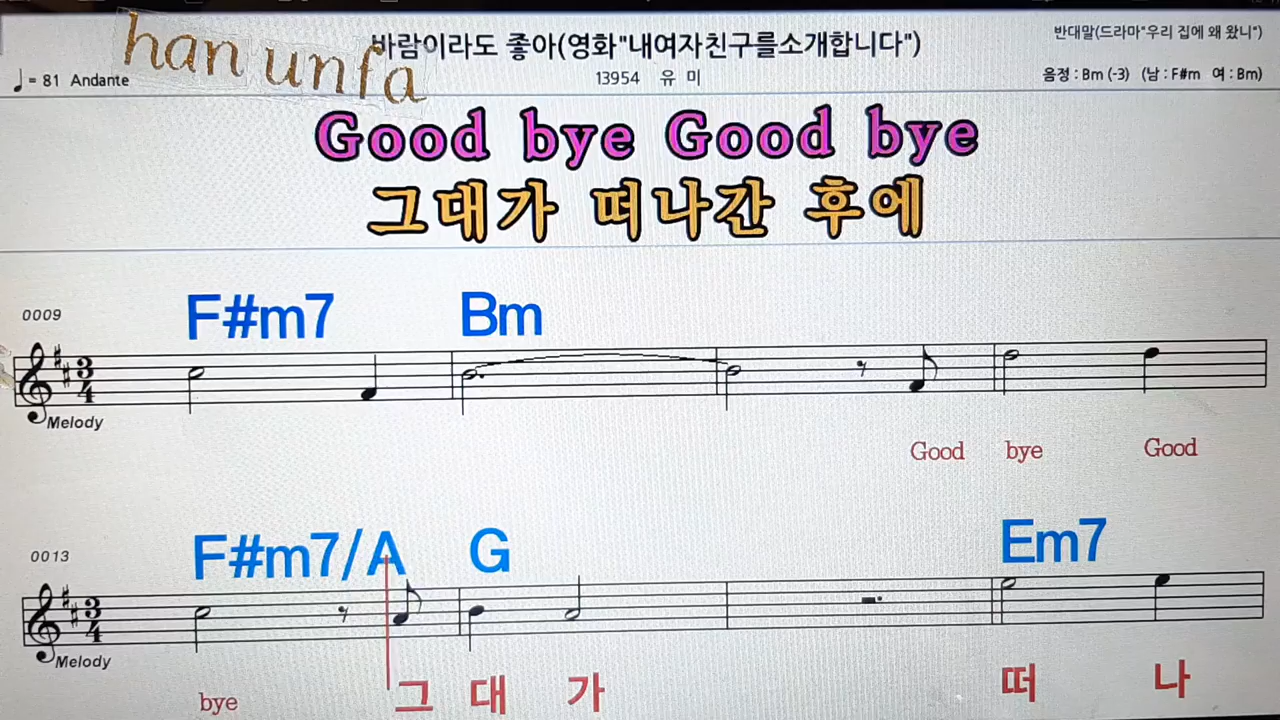 han unfa
바람이라도 좋아(영화"내여자친구를소개합니다")
반대말(드라마"우리 집에 왜 왔니")
♩= 81 Andante
13954 유 미
음정 : Bm (-3) (남 : F#m 여 : Bm)
Good bye Good bye
그대가 떠나간 후에
0009
F#m7 Bm
3
4
Melody
Good bye Good
0013
F#m7/A G Em7
3
4
Melody
bye 그 대 가 떠 나